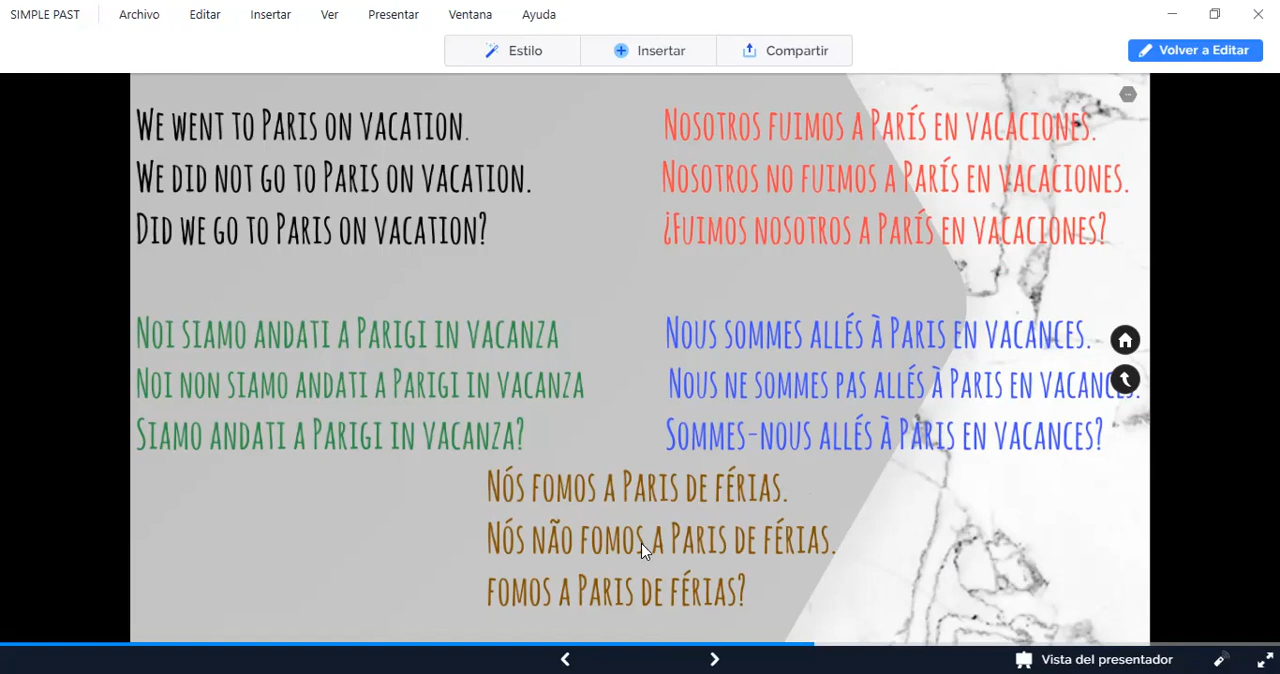 SIMPLE PAST Archivo Editar Insertar Ver Presentar Ventana Ayuda
Estilo Insertar Compartir Volver a Editar
We went to Paris on vacation.
We did not go to Paris on vacation.
Did we go to Paris on vacation?
Nosotros fuimos a París en vacaciones.
Nosotros no fuimos a París en vacaciones.
¿Fuimos nosotros a París en vacaciones?
Noi siamo andati a Parigi in vacanza
Noi non siamo andati a Parigi in vacanza
Siamo andati a Parigi in vacanza?
Nous sommes allés à Paris en vacances.
Nous ne sommes pas allés à Paris en vacances.
Sommes-nous allés à Paris en vacances?
Nós fomos a Paris de férias.
Nós não fomos a Paris de férias.
fomos a Paris de férias?
Vista del presentador